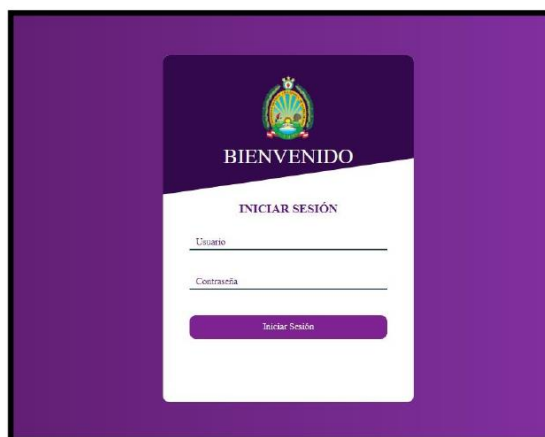 BIENVENIDO
INICIAR SESIÓN
Usuario
Contraseña
Iniciar Sesión